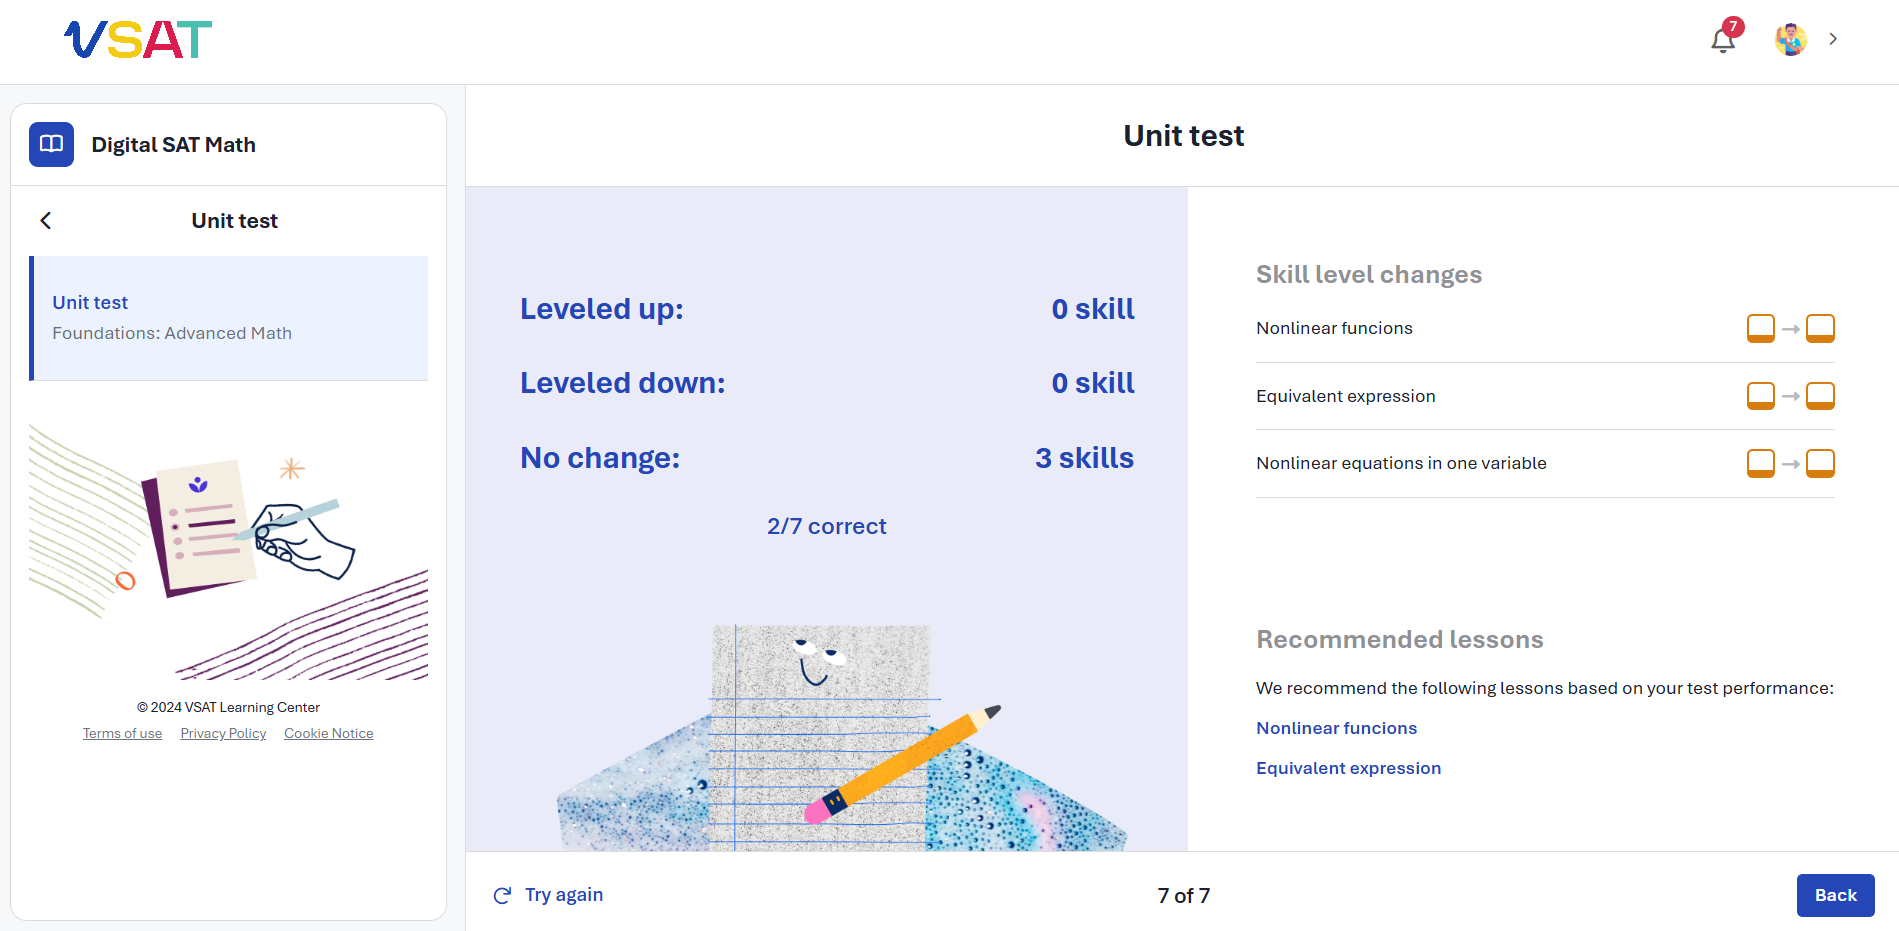 VSAT
7
Digital SAT Math
Unit test
Unit test
Foundations: Advanced Math
© 2024 VSAT Learning Center
Terms of use Privacy Policy Cookie Notice
Unit test
Leveled up: 0 skill
Leveled down: 0 skill
No change: 3 skills
2/7 correct
Skill level changes
Nonlinear funcions
Equivalent expression
Nonlinear equations in one variable
Recommended lessons
We recommend the following lessons based on your test performance:
Nonlinear funcions
Equivalent expression
Try again
7 of 7
Back